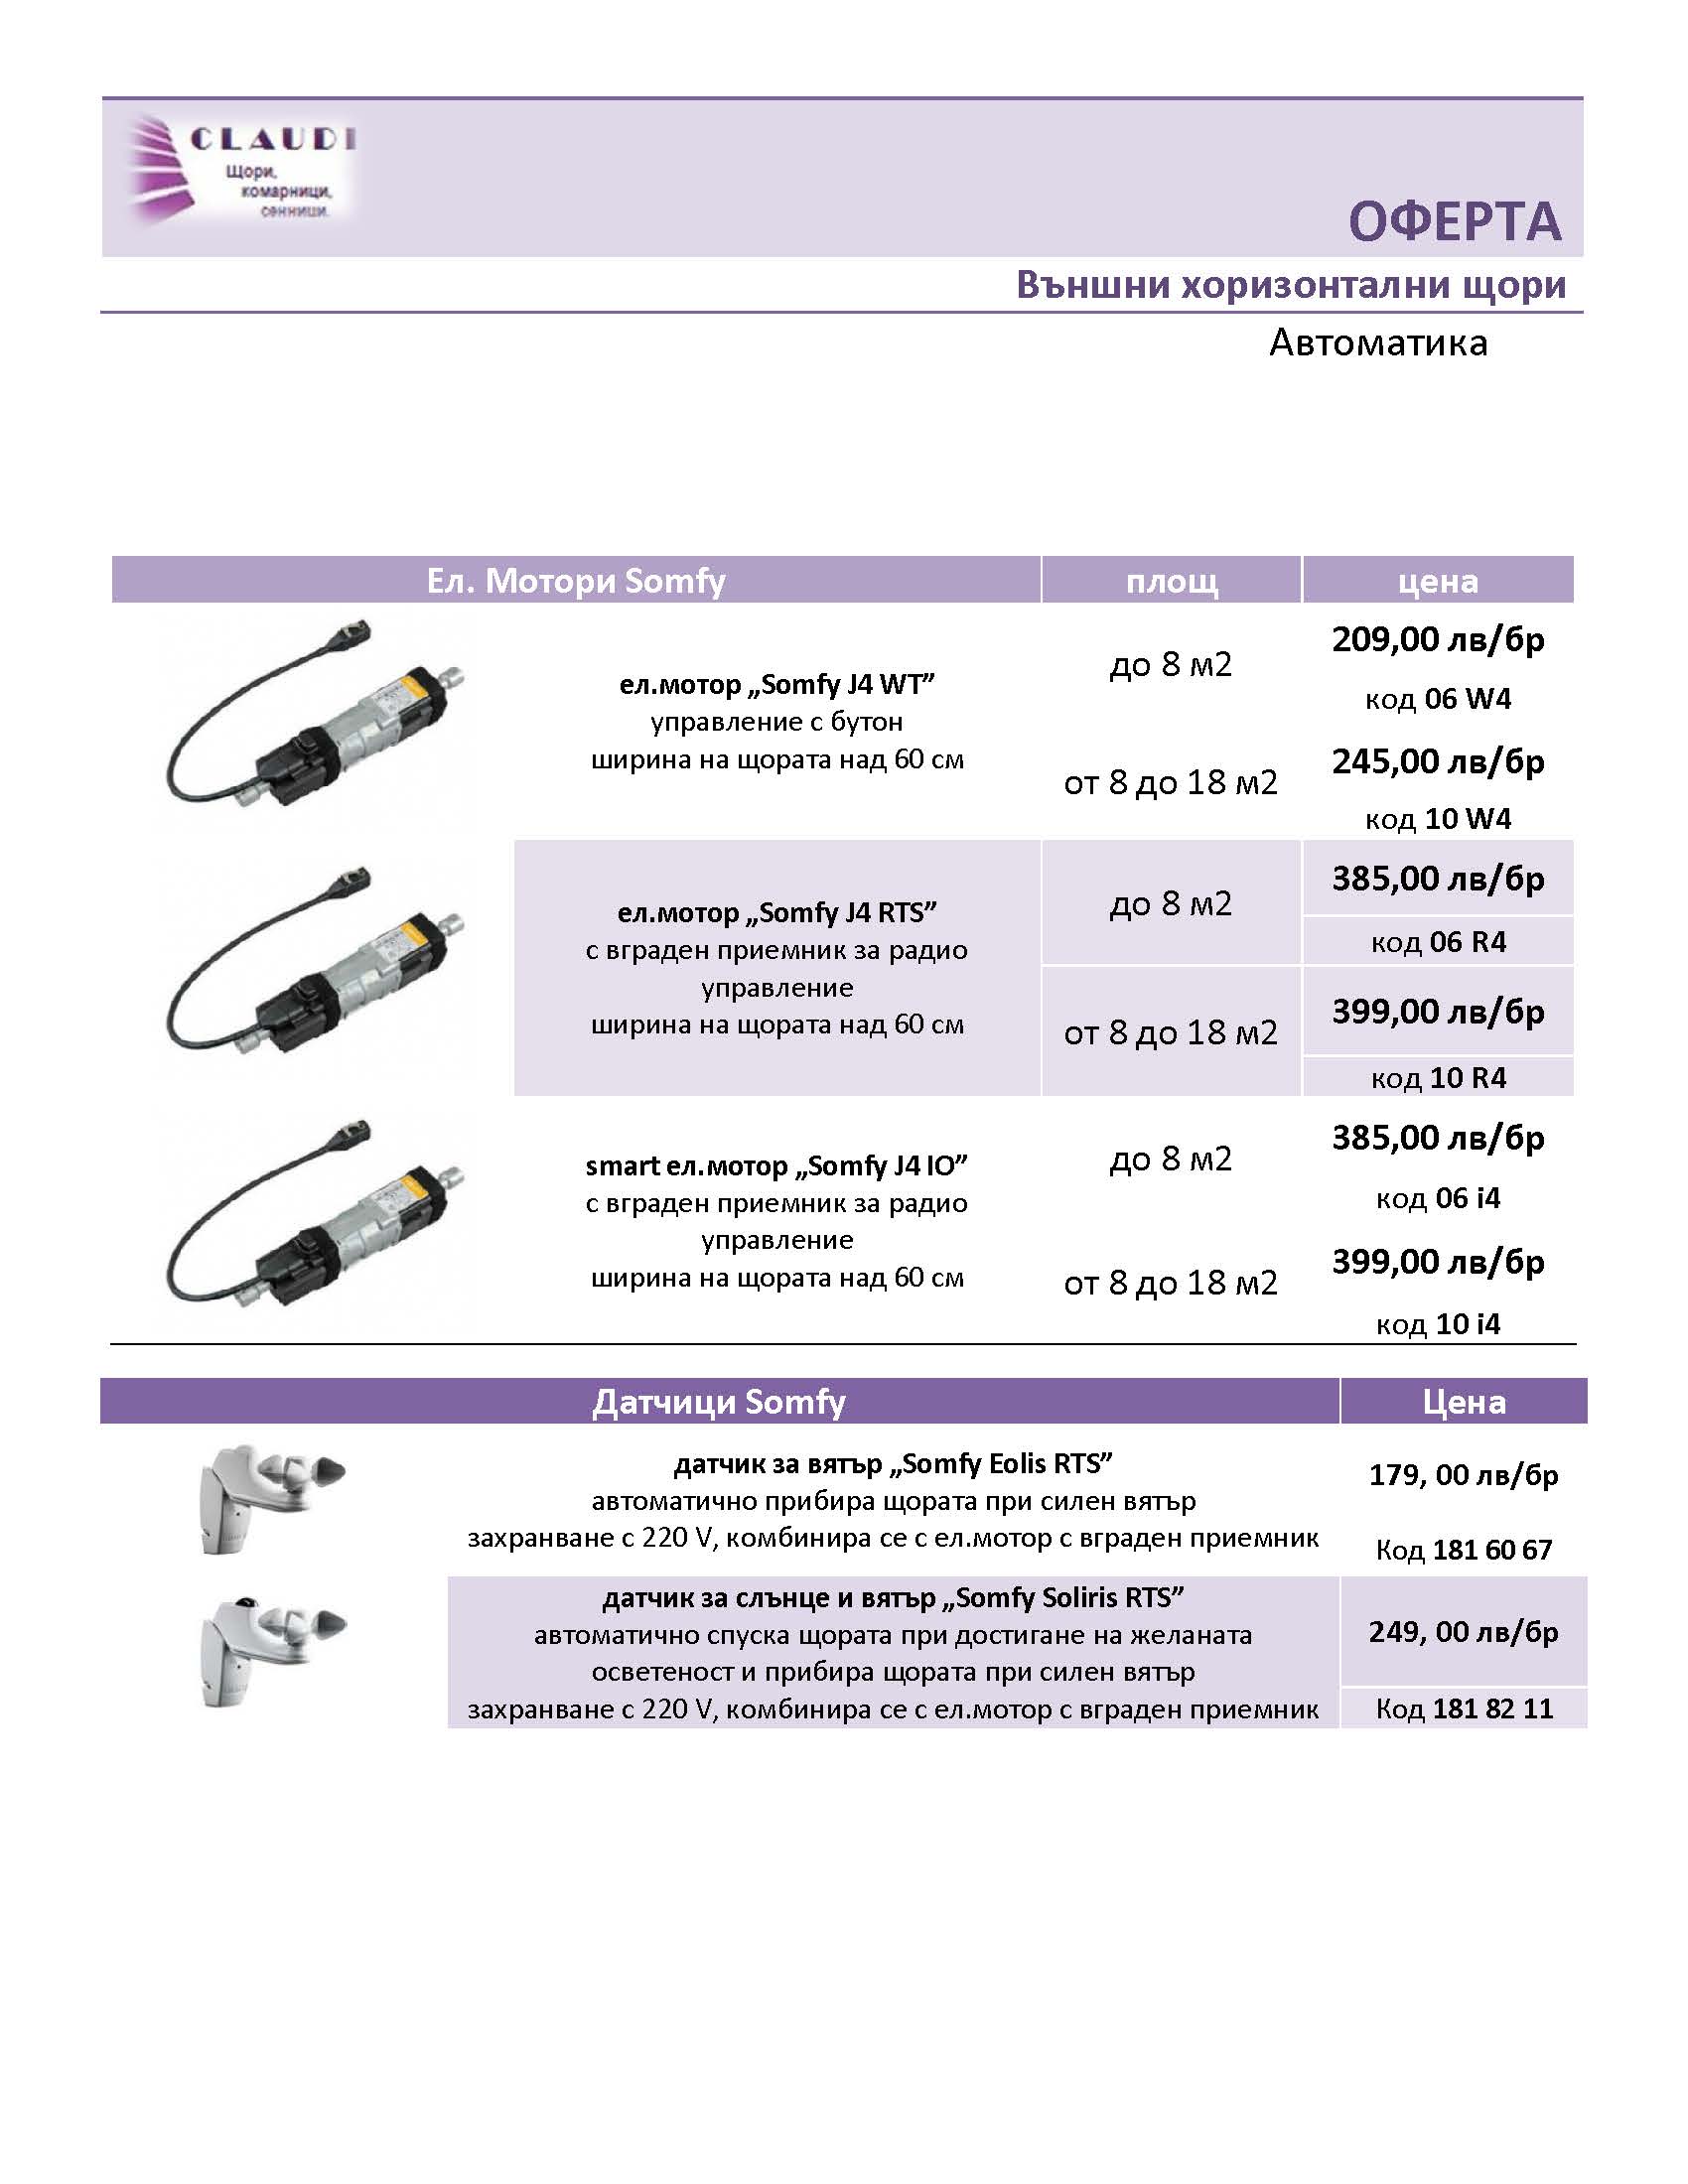 CLAUDI
Щори,
комарници,
сенници.
ОФЕРТА
Външни хоризонтални щори
Автоматика
Ел. Мотори Somfy площ цена
ел.мотор „Somfy J4 WT”
управление с бутон
ширина на щората над 60 см
до 8 м2
209,00 лв/бр
код 06 W4
от 8 до 18 м2
245,00 лв/бр
код 10 W4
ел.мотор „Somfy J4 RTS”
с вграден приемник за радио
управление
ширина на щората над 60 см
до 8 м2
385,00 лв/бр
код 06 R4
от 8 до 18 м2
399,00 лв/бр
код 10 R4
smart ел.мотор „Somfy J4 IO”
с вграден приемник за радио
управление
ширина на щората над 60 см
до 8 м2
385,00 лв/бр
код 06 i4
от 8 до 18 м2
399,00 лв/бр
код 10 i4
Датчици Somfy Цена
датчик за вятър „Somfy Eolis RTS”
автоматично прибира щората при силен вятър
захранване с 220 V, комбинира се с ел.мотор с вграден приемник
179, 00 лв/бр
Код 181 60 67
датчик за слънце и вятър „Somfy Soliris RTS”
автоматично спуска щората при достигане на желаната
осветеност и прибира щората при силен вятър
захранване с 220 V, комбинира се с ел.мотор с вграден приемник
249, 00 лв/бр
Код 181 82 11